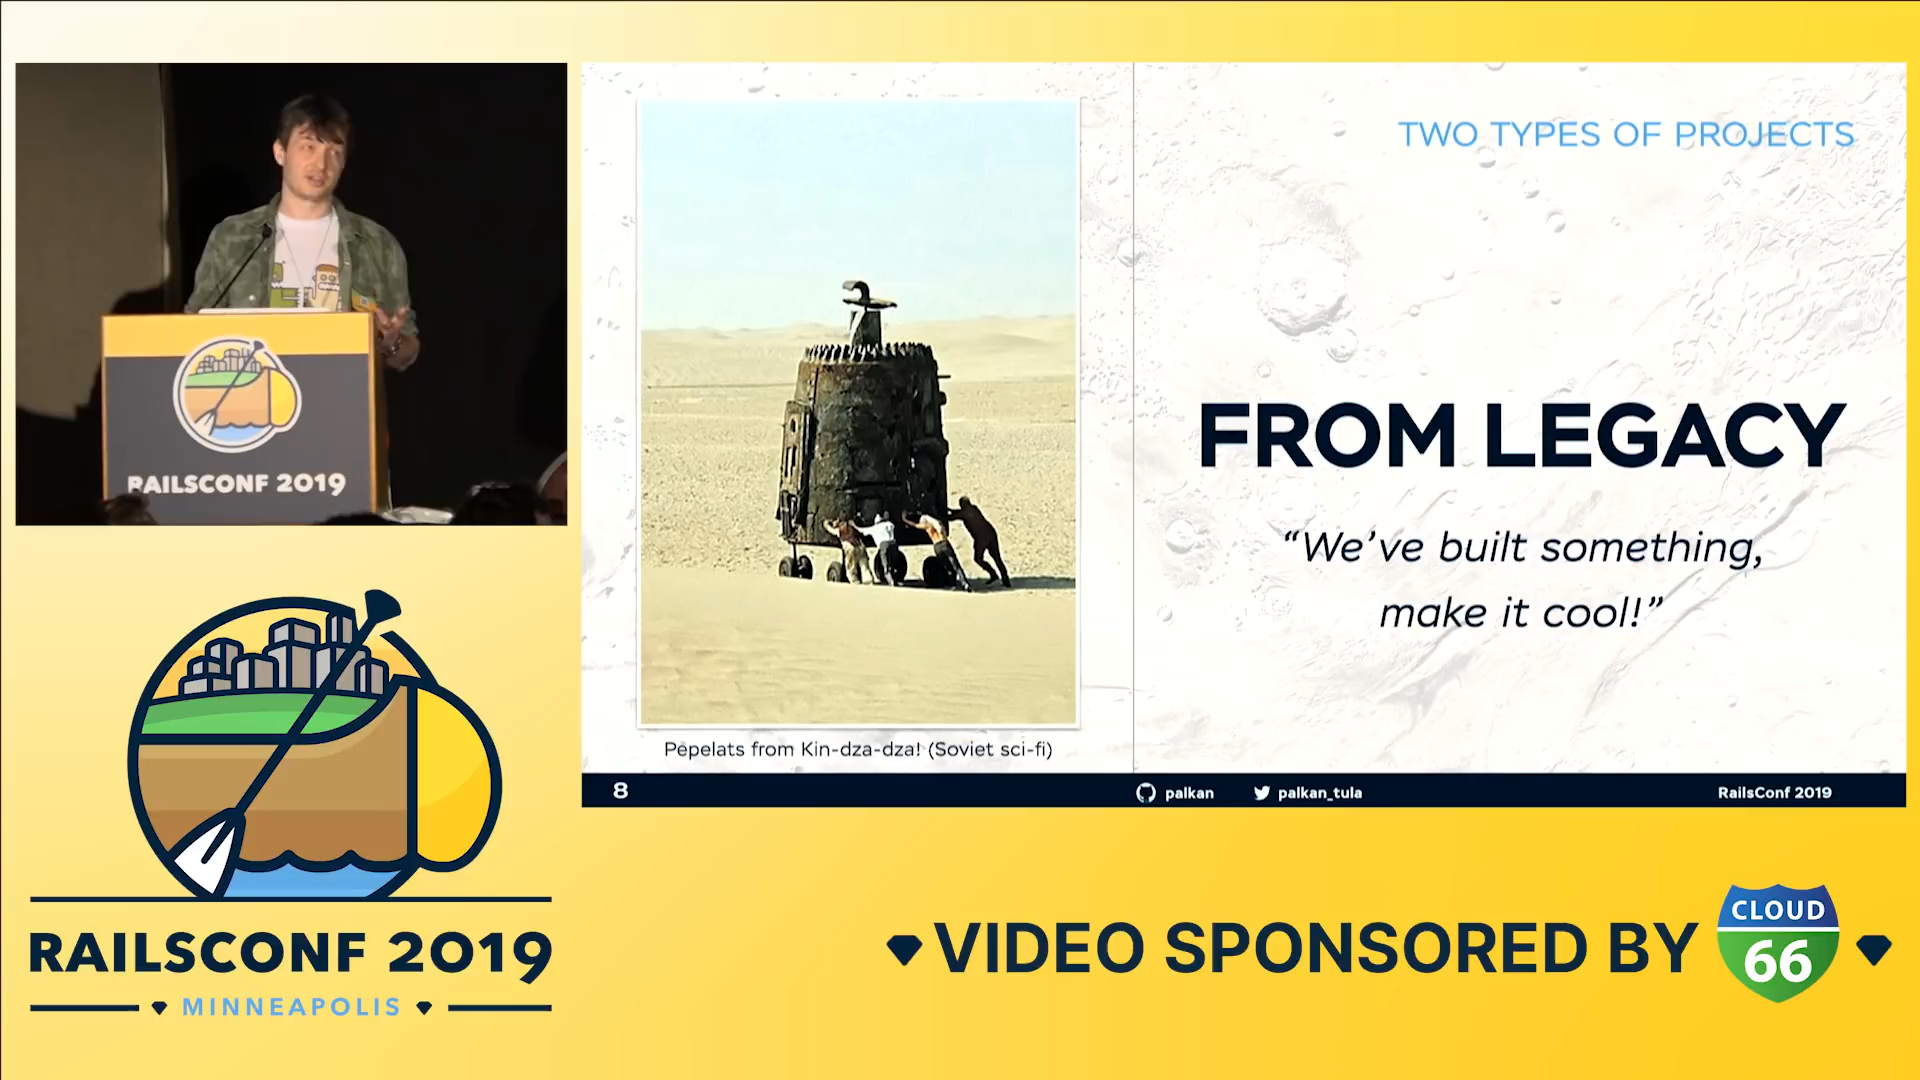 RAILSCONF 2019
TWO TYPES OF PROJECTS
FROM LEGACY
“We’ve built something,
make it cool!”
Pepelats from Kin-dza-dza! (Soviet sci-fi)
8
palkan
palkan_tula
RailsConf 2019
RAILSCONF 2019
MINNEAPOLIS
VIDEO SPONSORED BY
CLOUD
66